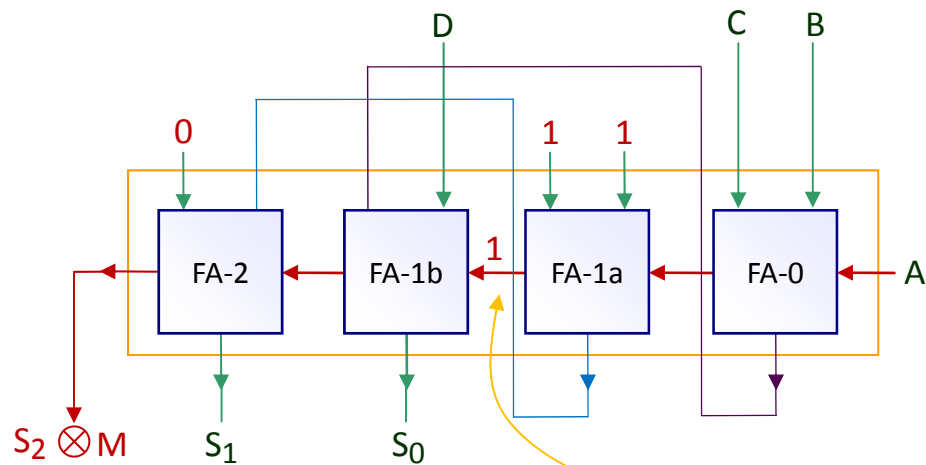 D C B
0 1 1
1
FA-2 FA-1b FA-1a FA-0 A
S₂ ⊗ M S₁ S₀